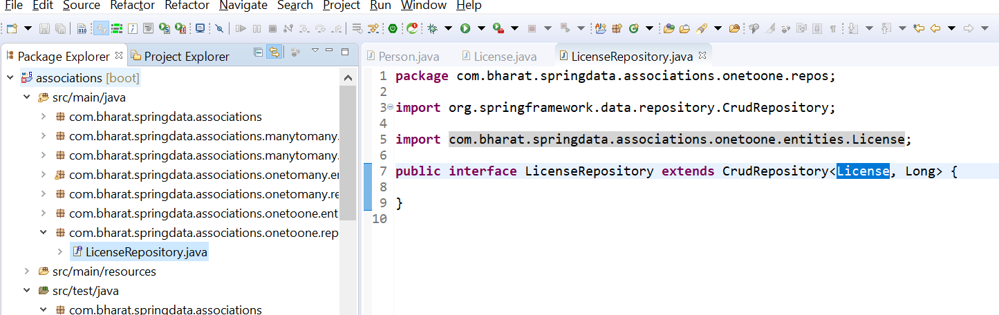 File Edit Source Refactor Refactor Navigate Search Project Run Window Help
Package Explorer Project Explorer
associations [boot]
src/main/java
com.bharat.springdata.associations
com.bharat.springdata.associations.manytomany.
com.bharat.springdata.associations.manytomany.
com.bharat.springdata.associations.onetomany.en
com.bharat.springdata.associations.onetomany.re
com.bharat.springdata.associations.onetoone.ent
com.bharat.springdata.associations.onetoone.rep
LicenseRepository.java
src/main/resources
src/test/java
com.bharat.springdata.associations
Person.java License.java LicenseRepository.java
1 package com.bharat.springdata.associations.onetoone.repos;
2
3 import org.springframework.data.repository.CrudRepository;
4
5 import com.bharat.springdata.associations.onetoone.entities.License;
6
7 public interface LicenseRepository extends CrudRepository<License, Long> {
8
9 }
10